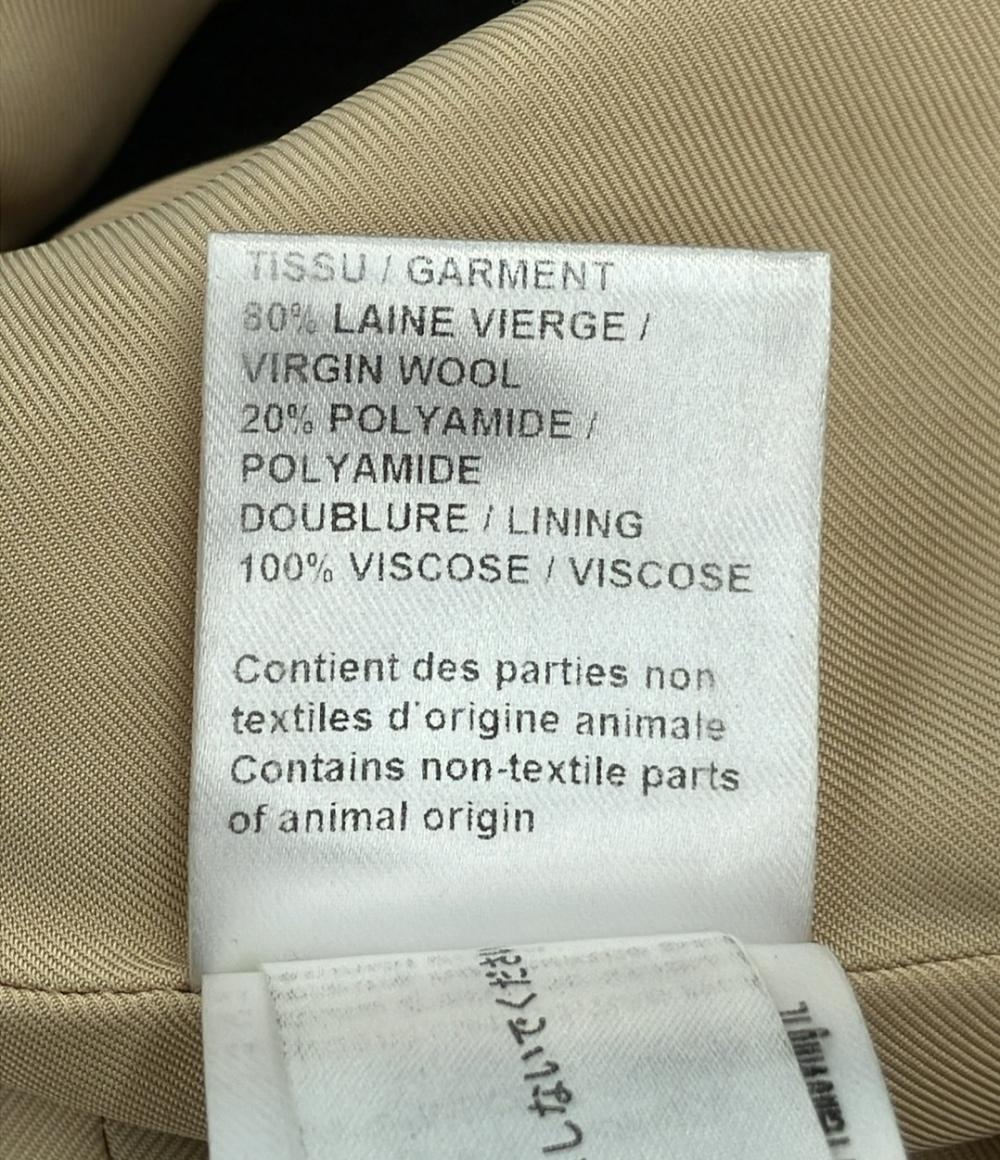 TISSU / GARMENT
80% LAINE VIERGE /
VIRGIN WOOL
20% POLYAMIDE /
POLYAMIDE
DOUBLURE / LINING
100% VISCOSE / VISCOSE
Contient des parties non
textiles d'origine animale
Contains non-textile parts
of animal origin